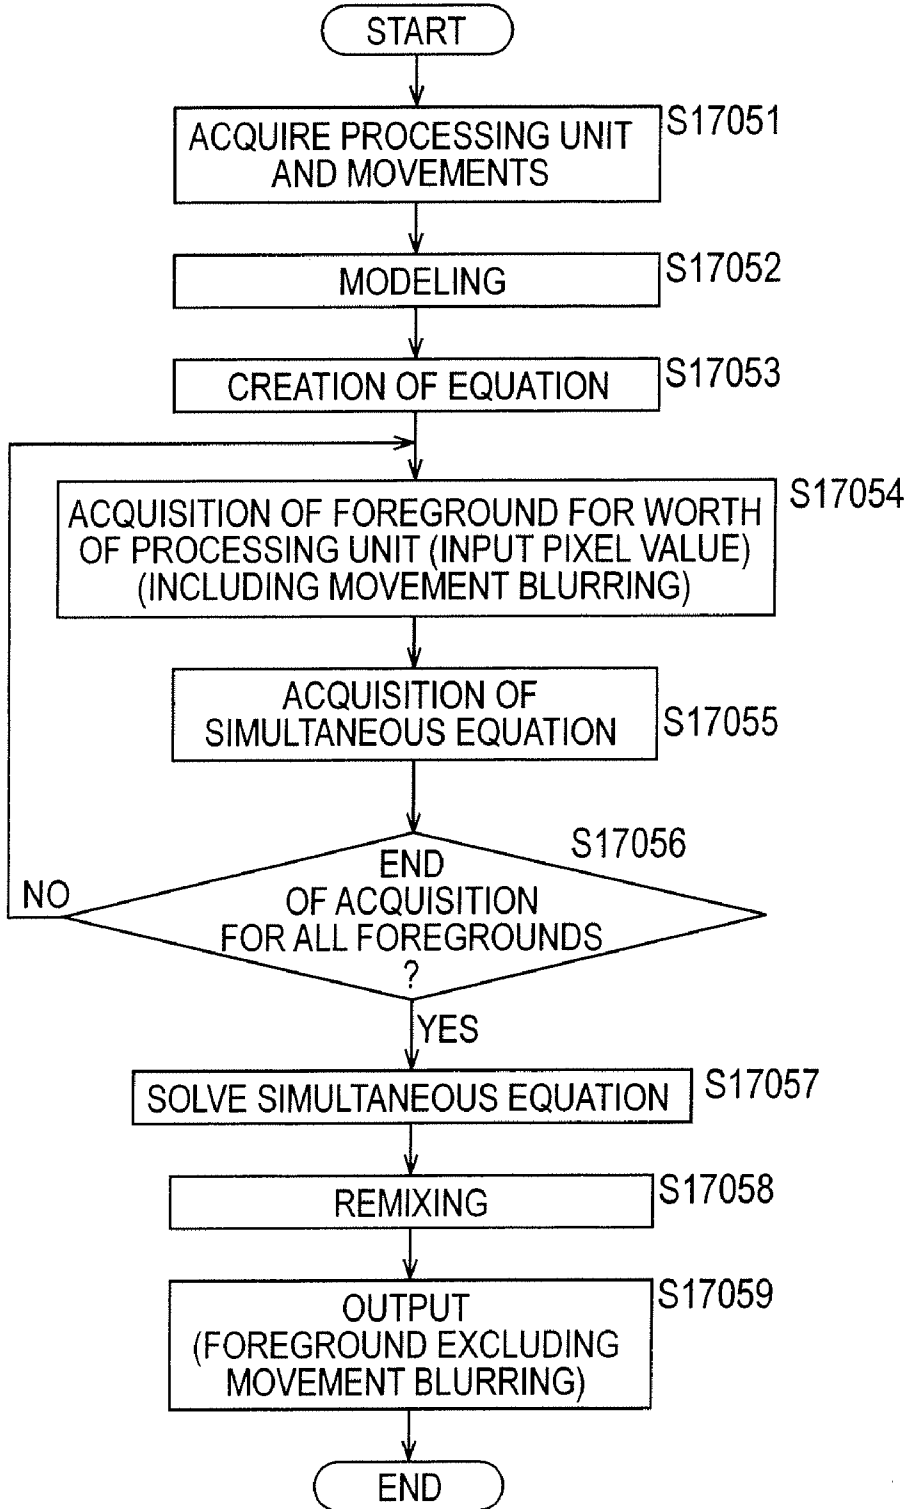 START
ACQUIRE PROCESSING UNIT
AND MOVEMENTS
S17051
MODELING
S17052
CREATION OF EQUATION
S17053
ACQUISITION OF FOREGROUND FOR WORTH
OF PROCESSING UNIT (INPUT PIXEL VALUE)
(INCLUDING MOVEMENT BLURRING)
S17054
ACQUISITION OF
SIMULTANEOUS EQUATION
S17055
S17056
END
OF ACQUISITION
FOR ALL FOREGROUNDS
?
NO
YES
SOLVE SIMULTANEOUS EQUATION
S17057
REMIXING
S17058
OUTPUT
(FOREGROUND EXCLUDING
MOVEMENT BLURRING)
S17059
END